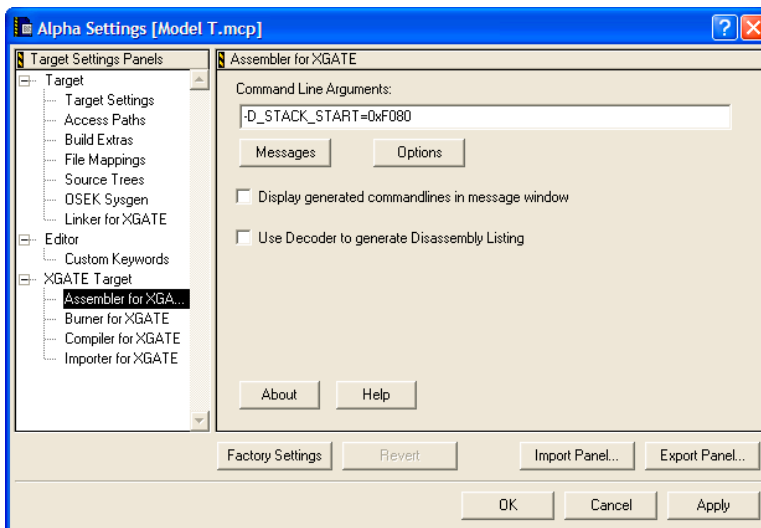 Alpha Settings [Model T.mcp]
Target Settings Panels
Target
Target Settings
Access Paths
Build Extras
File Mappings
Source Trees
OSEK Sysgen
Linker for XGATE
Editor
Custom Keywords
XGATE Target
Assembler for XGA...
Burner for XGATE
Compiler for XGATE
Importer for XGATE
Assembler for XGATE
Command Line Arguments:
-D_STACK_START=0xF080
Messages Options
Display generated commandlines in message window
Use Decoder to generate Disassembly Listing
About Help
Factory Settings Revert Import Panel... Export Panel...
OK Cancel Apply